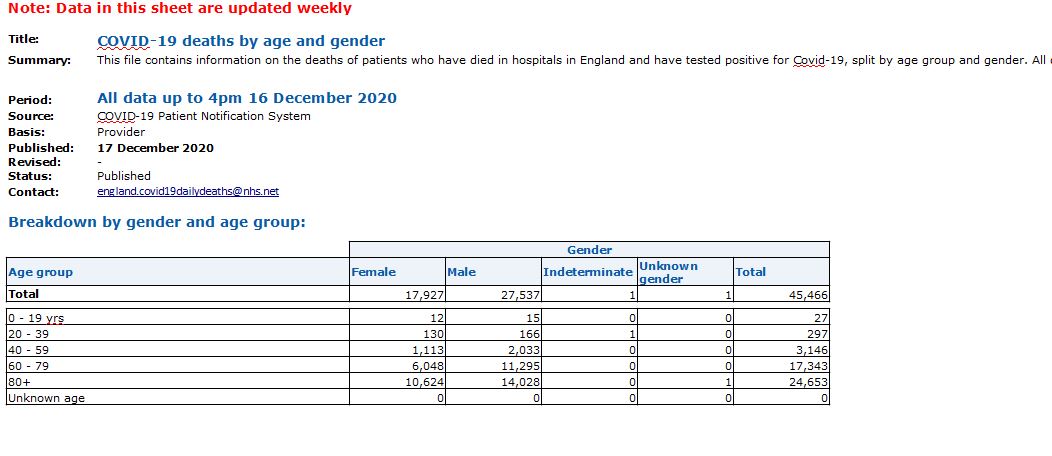 Note: Data in this sheet are updated weekly
Title: COVID-19 deaths by age and gender
Summary: This file contains information on the deaths of patients who have died in hospitals in England and have tested positive for Covid-19, split by age group and gender. All
Period: All data up to 4pm 16 December 2020
Source: COVID-19 Patient Notification System
Basis: Provider
Published: 17 December 2020
Revised: -
Status: Published
Contact: england.covid19dailydeaths@nhs.net
Breakdown by gender and age group:
Gender
Age group Female Male Indeterminate Unknown gender Total
Total 17,927 27,537 1 1 45,466
0 - 19 yrs 12 15 0 0 27
20 - 39 130 166 1 0 297
40 - 59 1,113 2,033 0 0 3,146
60 - 79 6,048 11,295 0 0 17,343
80+ 10,624 14,028 0 1 24,653
Unknown age 0 0 0 0 0